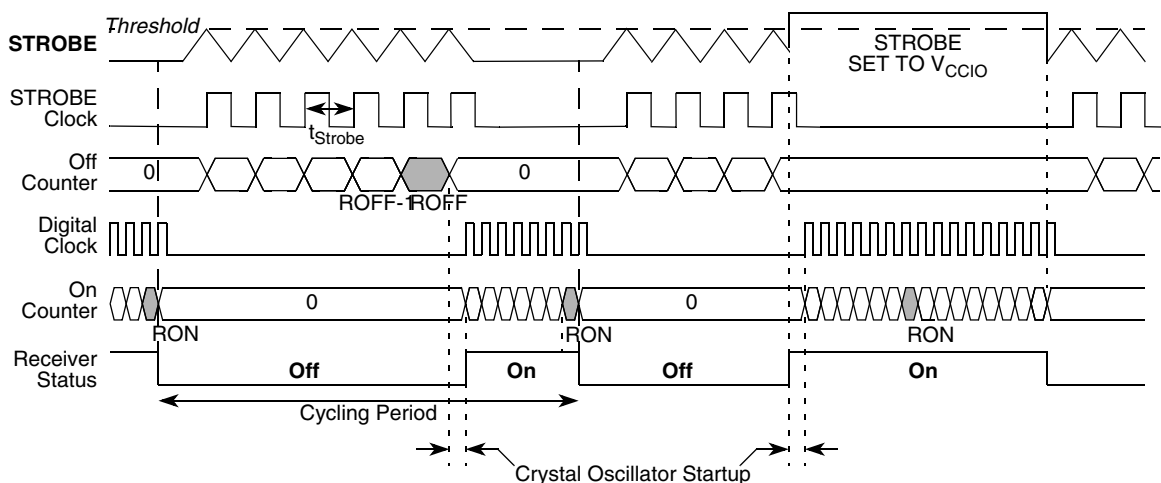 Threshold
STROBE
STROBE
SET TO VCCIO
STROBE
Clock
tStrobe
Off
Counter
0
0
ROFF-1
ROFF
Digital
Clock
On
Counter
0
0
RON
RON
RON
Receiver
Status
Off
On
Off
On
Cycling Period
Crystal Oscillator Startup